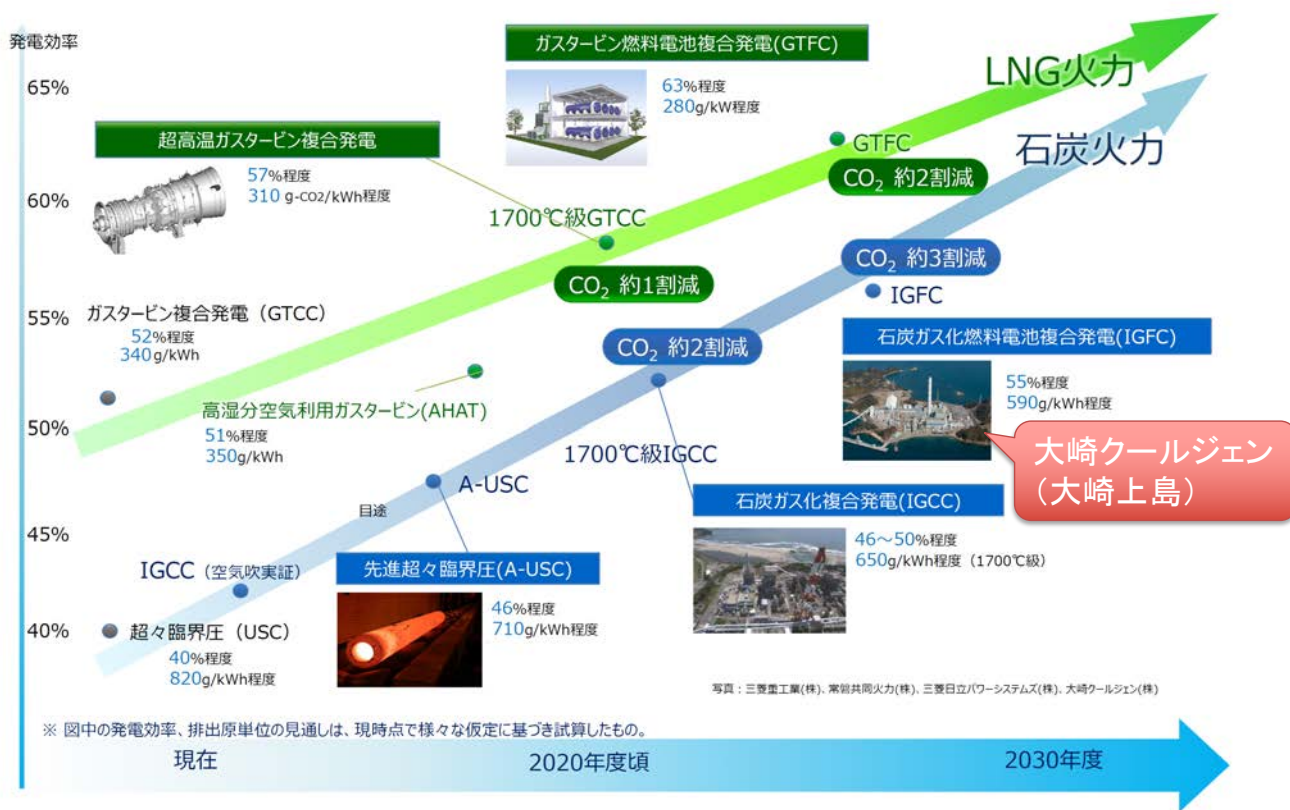 発電効率
65%
60%
55%
50%
45%
40%
ガスタービン燃料電池複合発電(GTFC)
63%程度
280g/kW程度
LNG火力
石炭火力
超高温ガスタービン複合発電
57%程度
310 g-CO2/kWh程度
GTFC
CO₂ 約2割減
1700℃級GTCC
CO₂ 約1割減
CO₂ 約3割減
IGFC
ガスタービン複合発電（GTCC）
52%程度
340g/kWh
CO₂ 約2割減
石炭ガス化燃料電池複合発電(IGFC)
55%程度
590g/kWh程度
大崎クールジェン
（大崎上島）
高湿分空気利用ガスタービン(AHAT)
51%程度
350g/kWh
1700℃級IGCC
A-USC
目途
石炭ガス化複合発電(IGCC)
46～50%程度
650g/kWh程度（1700℃級）
IGCC（空気吹実証）
先進超々臨界圧(A-USC)
46%程度
710g/kWh程度
超々臨界圧（USC）
40%程度
820g/kWh程度
写真：三菱重工業(株)、常磐共同火力(株)、三菱日立パワーシステムズ(株)、大崎クールジェン(株)
※ 図中の発電効率、排出原単位の見通しは、現時点で様々な仮定に基づき試算したもの。
現在
2020年度頃
2030年度